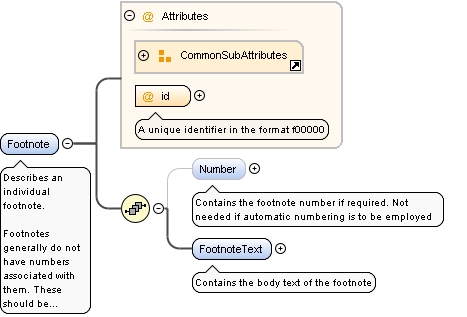 Attributes
CommonSubAttributes
id
A unique identifier in the format f00000
Footnote
Describes an
individual
footnote.
Footnotes
generally do not
have numbers
associated with
them. These
should be...
Number
Contains the footnote number if required. Not
needed if automatic numbering is to be employed
FootnoteText
Contains the body text of the footnote